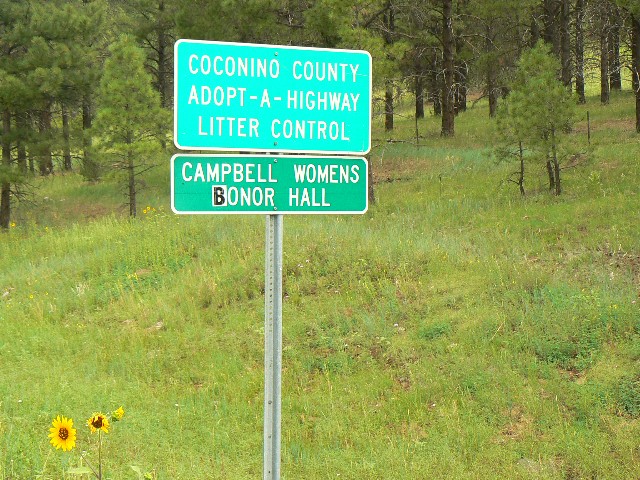 COCONINO COUNTY
ADOPT-A-HIGHWAY
LITTER CONTROL
CAMPBELL WOMENS
BONOR HALL